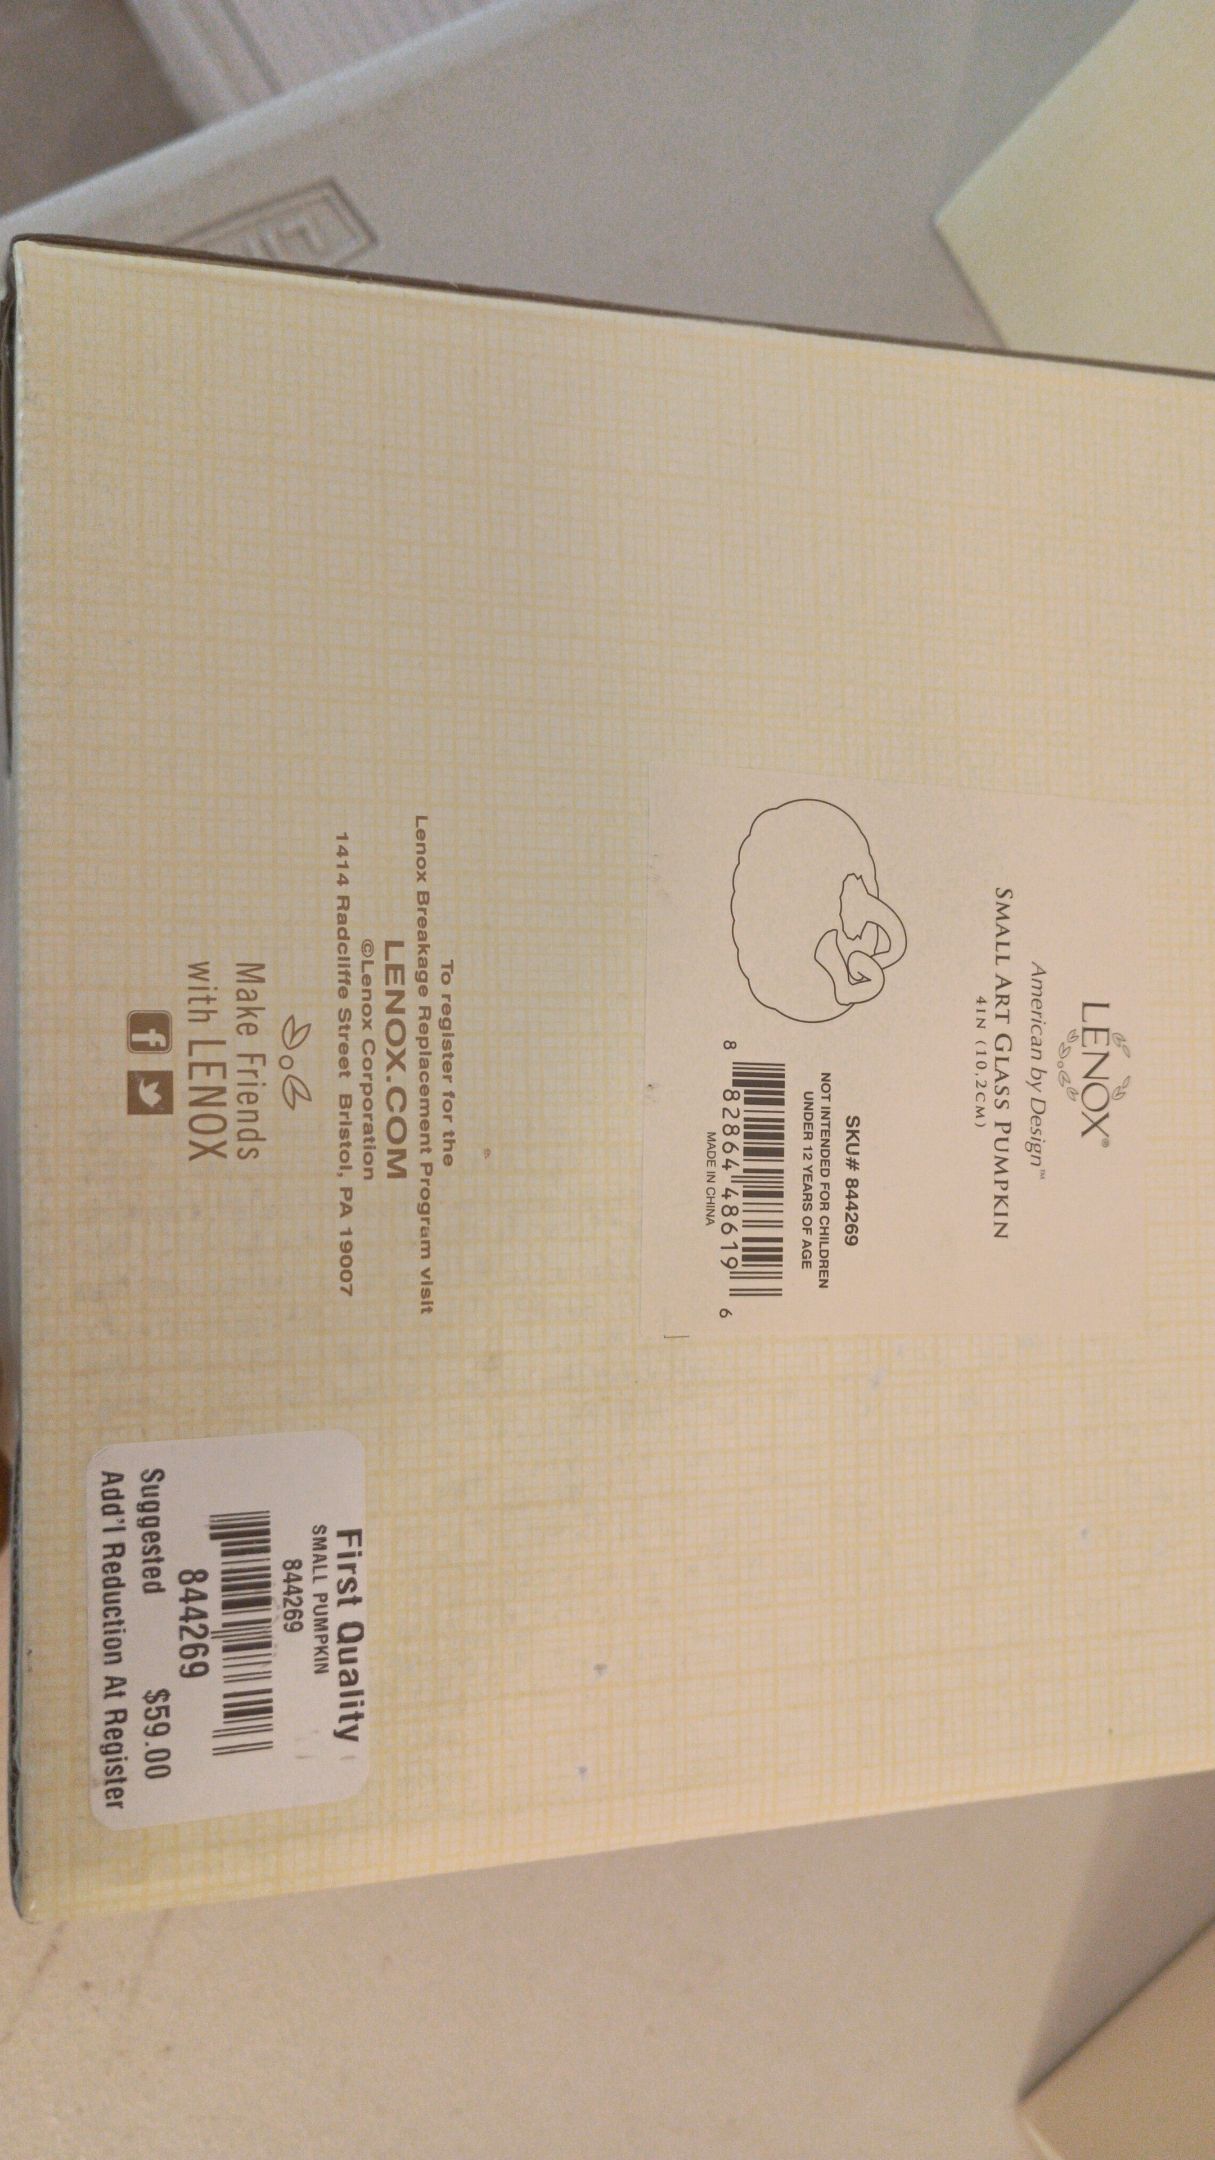 LENOX®
American by Design™
SMALL ART GLASS PUMPKIN
4IN (10.2CM)
SKU# 844269
NOT INTENDED FOR CHILDREN
UNDER 12 YEARS OF AGE
8 82864 48619 6
MADE IN CHINA
To register for the
Lenox Breakage Replacement Program visit
LENOX.COM
©Lenox Corporation
1414 Radcliffe Street Bristol, PA 19007
Make Friends
with LENOX
First Quality
SMALL PUMPKIN
844269
844269
Suggested $59.00
Add'l Reduction At Register